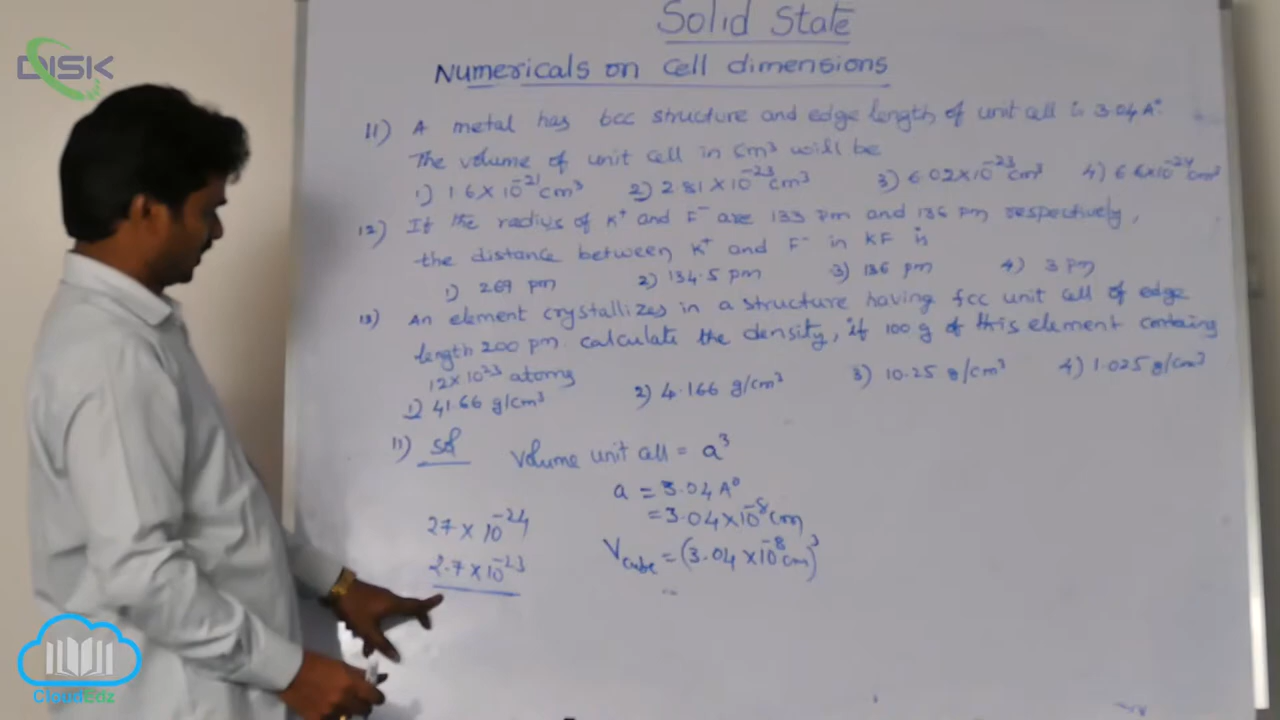 DISK
Solid State
Numericals on cell dimensions
11) A metal has bcc structure and edge length of unit cell is 3.04 A°.
The volume of unit cell in cm³ will be
1) 1.6 x 10⁻²¹ cm³ 2) 2.81 x 10⁻²³ cm³ 3) 6.02 x 10⁻²³ cm³ 4) 6.6 x 10⁻²⁴ cm³
12) If the radius of K⁺ and F⁻ are 133 pm and 136 pm respectively,
the distance between K⁺ and F⁻ in KF is
1) 269 pm 2) 134.5 pm 3) 136 pm 4) 3 pm
13) An element crystallizes in a structure having fcc unit cell of edge
length 200 pm. calculate the density, if 100 g of this element containing
12 x 10²³ atoms
1) 41.66 g/cm³ 2) 4.166 g/cm³ 3) 10.25 g/cm³ 4) 1.025 g/cm³
11) Sol Volume unit cell = a³
a = 3.04 A°
= 3.04 x 10⁻⁸ cm
27 x 10⁻²⁴
V cube = (3.04 x 10⁻⁸ cm)³
2.7 x 10⁻²³
=
CloudEdz